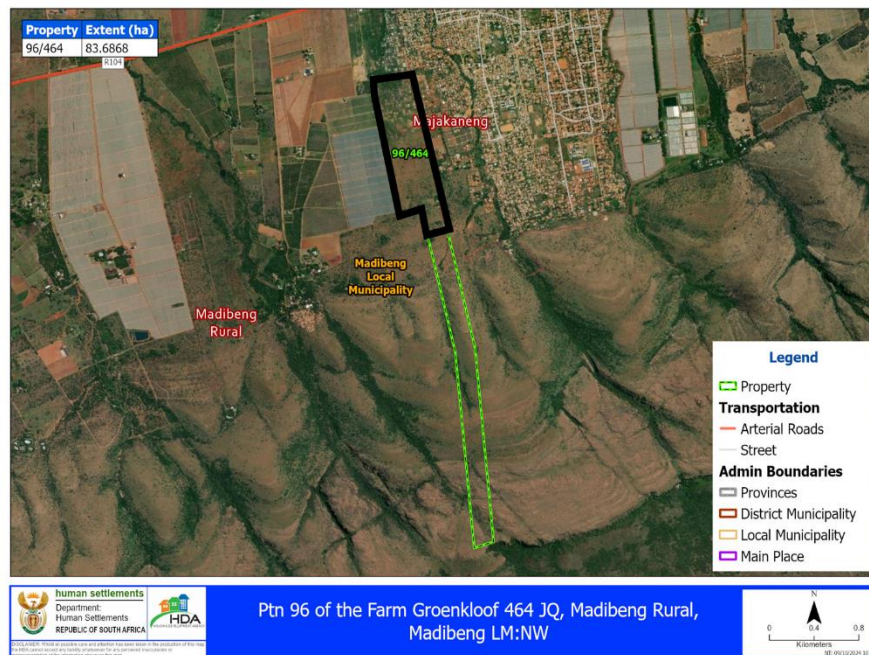 Property Extent (ha)
96/464 83.6868
R104
Majakaneng
96/464
Madibeng
Local
Municipality
Madibeng
Rural
Legend
Property
Transportation
Arterial Roads
Street
Admin Boundaries
Provinces
District Municipality
Local Municipality
Main Place
human settlements
Department:
Human Settlements
REPUBLIC OF SOUTH AFRICA
HDA
Ptn 96 of the Farm Groenkloof 464 JQ, Madibeng Rural,
Madibeng LM:NW
N
0 0.4 0.8
Kilometers